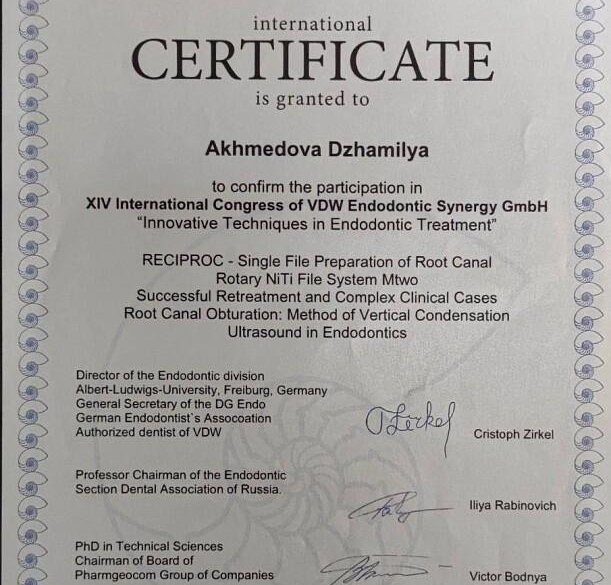 international
CERTIFICATE
is granted to
Akhmedova Dzhamilya
to confirm the participation in
XIV International Congress of VDW Endodontic Synergy GmbH
“Innovative Techniques in Endodontic Treatment”
RECIPROC - Single File Preparation of Root Canal
Rotary NiTi File System Mtwo
Successful Retreatment and Complex Clinical Cases
Root Canal Obturation: Method of Vertical Condensation
Ultrasound in Endodontics
Director of the Endodontic division
Albert-Ludwigs-University, Freiburg, Germany
General Secretary of the DG Endo
German Endodontist`s Assocoation
Authorized dentist of VDW
Cristoph Zirkel
Professor Chairman of the Endodontic
Section Dental Association of Russia.
Iliya Rabinovich
PhD in Technical Sciences
Chairman of Board of
Pharmgeocom Group of Companies
Victor Bodnya